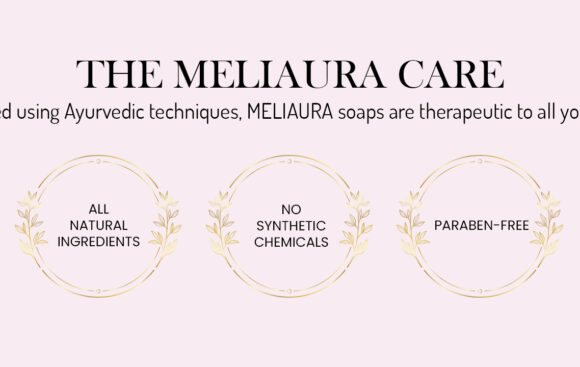 THE MELIAURA CARE
using Ayurvedic techniques, MELIAURA soaps are therapeutic to all
ALL
NATURAL
INGREDIENTS
NO
SYNTHETIC
CHEMICALS
PARABEN-FREE